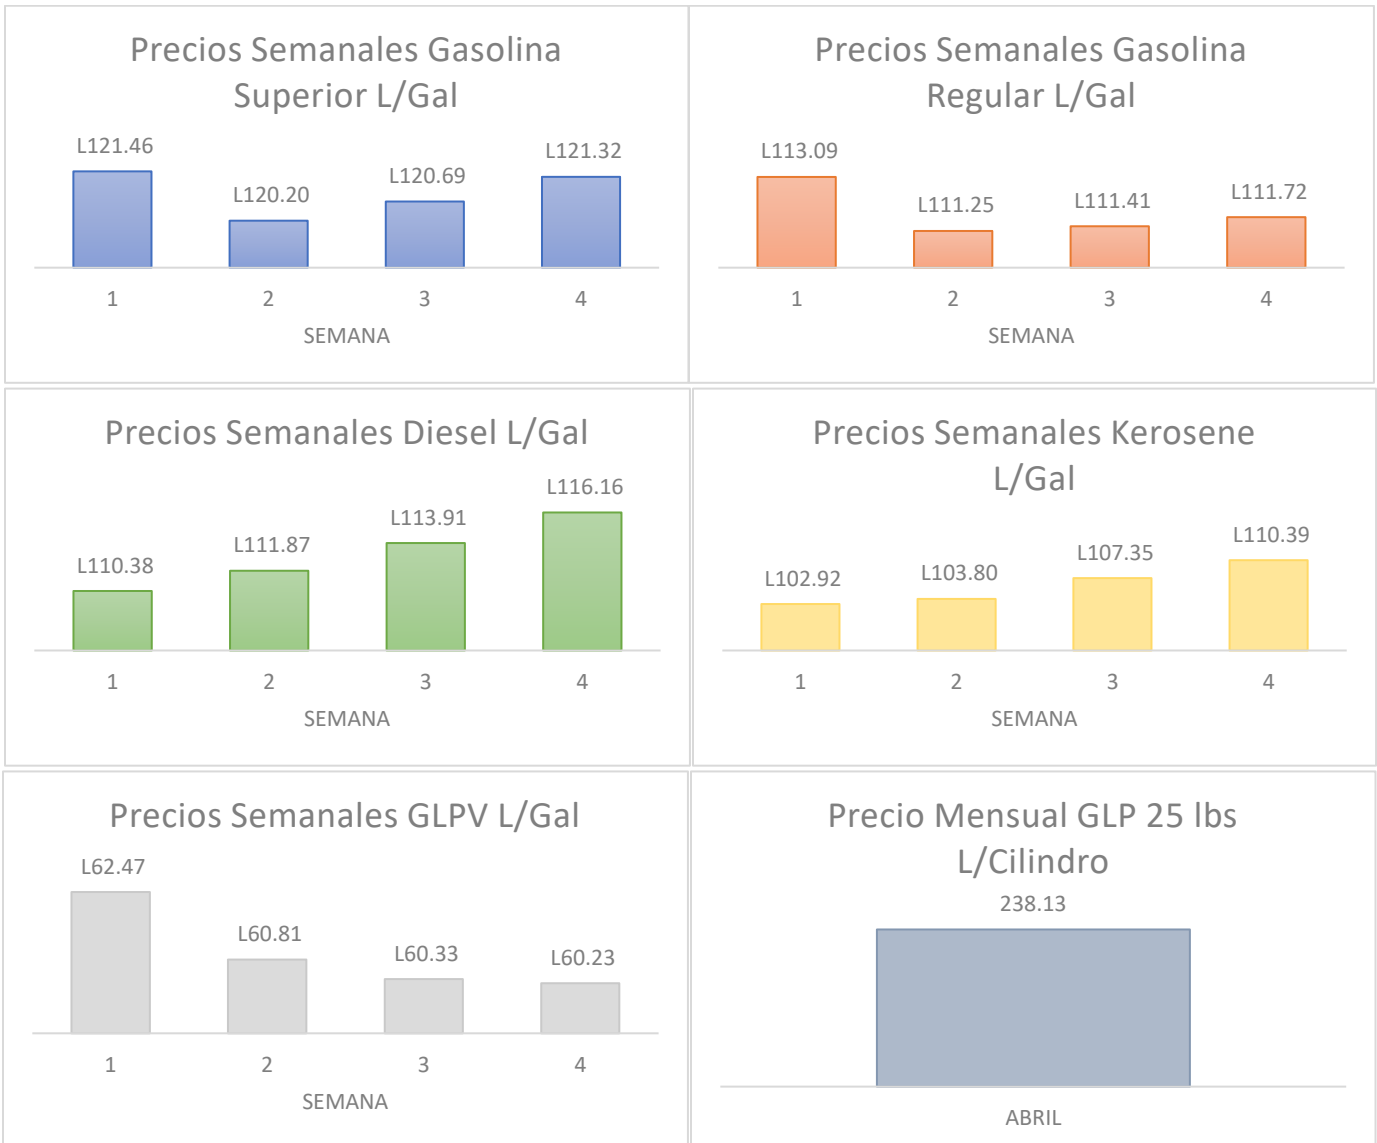 Precios Semanales Gasolina
Superior L/Gal
L121.46
L120.20
L120.69
L121.32
1
2
3
4
SEMANA
Precios Semanales Gasolina
Regular L/Gal
L113.09
L111.25
L111.41
L111.72
1
2
3
4
SEMANA
Precios Semanales Diesel L/Gal
L110.38
L111.87
L113.91
L116.16
1
2
3
4
SEMANA
Precios Semanales Kerosene
L/Gal
L102.92
L103.80
L107.35
L110.39
1
2
3
4
SEMANA
Precios Semanales GLPV L/Gal
L62.47
L60.81
L60.33
L60.23
1
2
3
4
SEMANA
Precio Mensual GLP 25 lbs
L/Cilindro
238.13
ABRIL